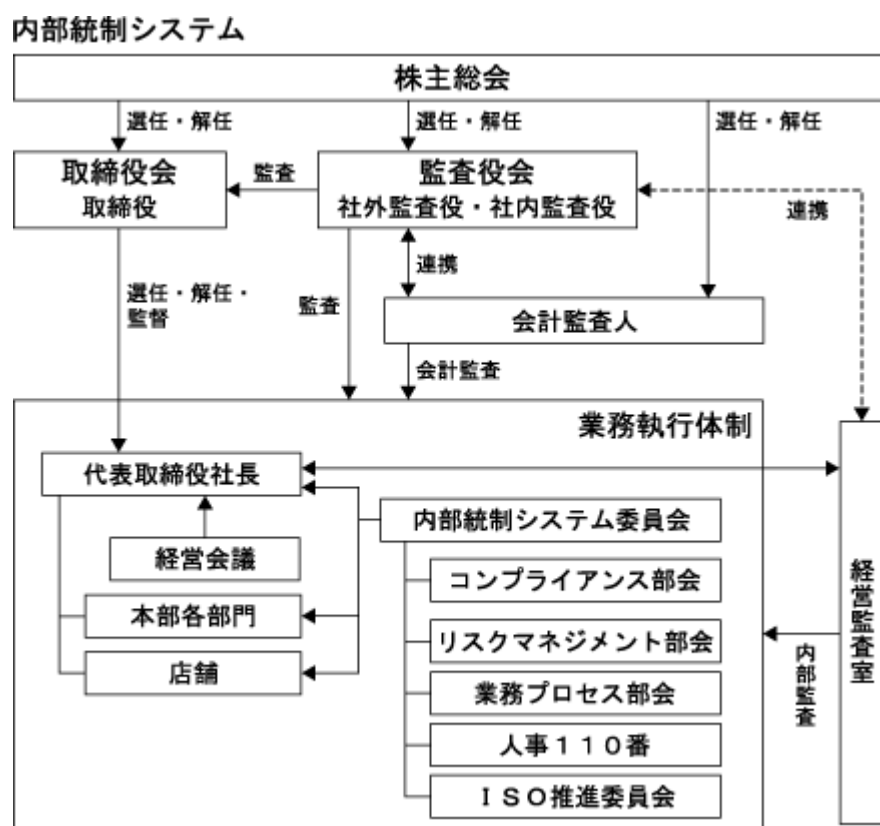 内部統制システム
株主総会
選任・解任
選任・解任
選任・解任
取締役会
取締役
監査
監査役会
社外監査役・社内監査役
連携
連携
選任・解任・
監督
監査
会計監査人
会計監査
業務執行体制
代表取締役社長
内部統制システム委員会
経営会議
コンプライアンス部会
本部各部門
リスクマネジメント部会
店舗
業務プロセス部会
人事110番
ISO推進委員会
内部監査
経営監査室